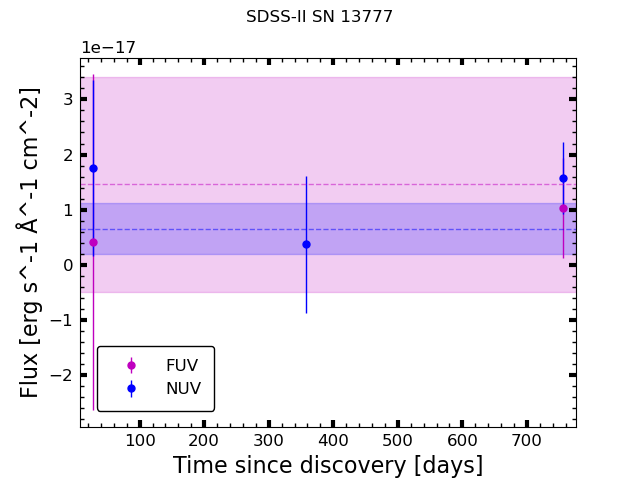 SDSS-II SN 13777
1e−17
3
2
1
0
−1
−2
Flux [erg s^-1 Å^-1 cm^-2]
FUV
NUV
100 200 300 400 500 600 700
Time since discovery [days]